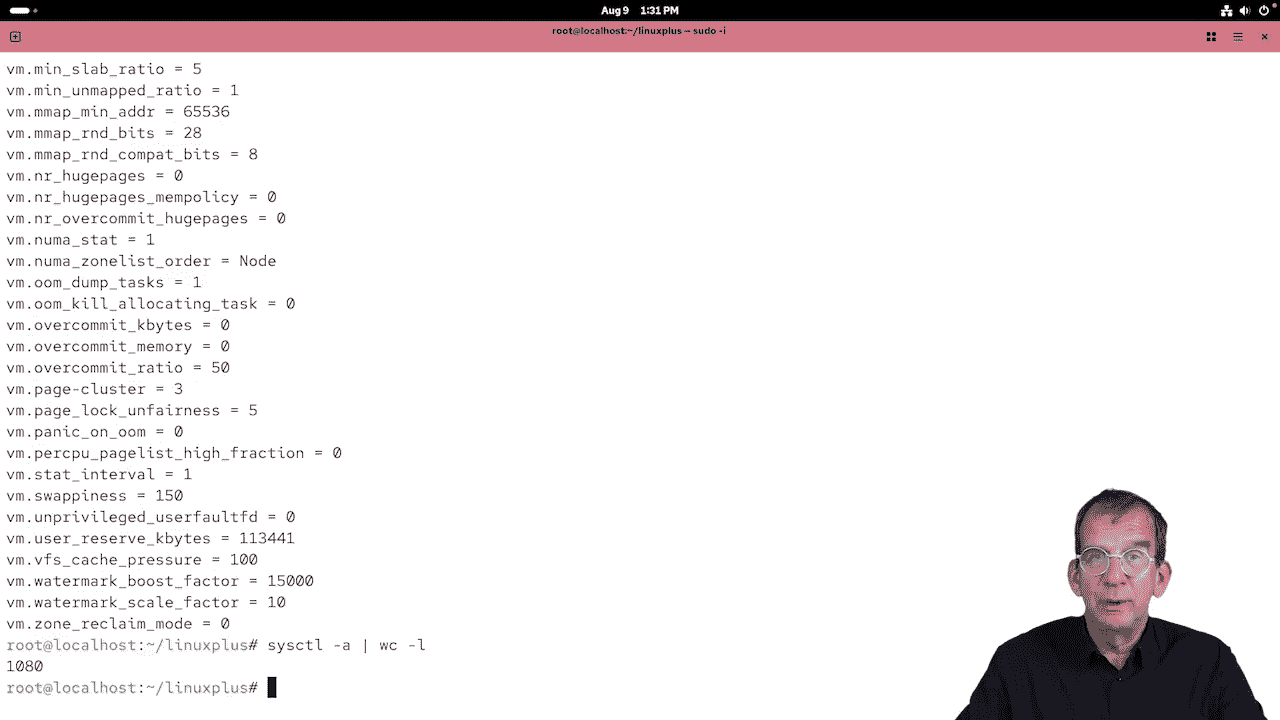 Aug 9 1:31 PM
root@localhost:~/linuxplus – sudo -i
vm.min_slab_ratio = 5
vm.min_unmapped_ratio = 1
vm.mmap_min_addr = 65536
vm.mmap_rnd_bits = 28
vm.mmap_rnd_compat_bits = 8
vm.nr_hugepages = 0
vm.nr_hugepages_mempolicy = 0
vm.nr_overcommit_hugepages = 0
vm.numa_stat = 1
vm.numa_zonelist_order = Node
vm.oom_dump_tasks = 1
vm.oom_kill_allocating_task = 0
vm.overcommit_kbytes = 0
vm.overcommit_memory = 0
vm.overcommit_ratio = 50
vm.page-cluster = 3
vm.page_lock_unfairness = 5
vm.panic_on_oom = 0
vm.percpu_pagelist_high_fraction = 0
vm.stat_interval = 1
vm.swappiness = 150
vm.unprivileged_userfaultfd = 0
vm.user_reserve_kbytes = 113441
vm.vfs_cache_pressure = 100
vm.watermark_boost_factor = 15000
vm.watermark_scale_factor = 10
vm.zone_reclaim_mode = 0
root@localhost:~/linuxplus# sysctl -a | wc -l
1080
root@localhost:~/linuxplus#